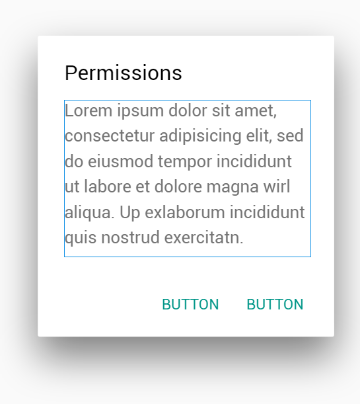 Permissions
Lorem ipsum dolor sit amet,
consectetur adipisicing elit, sed
do eiusmod tempor incididunt
ut labore et dolore magna wirl
aliqua. Up exlaborum incididunt
quis nostrud exercitatn.
BUTTON BUTTON